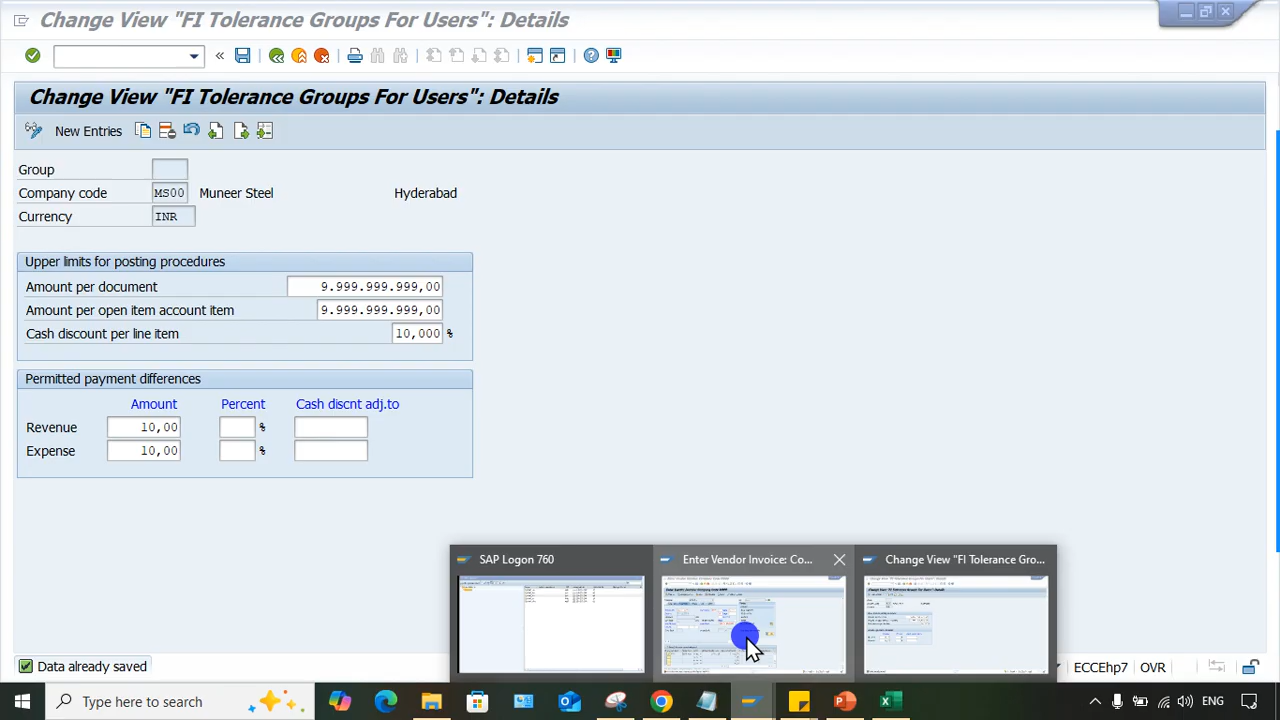 Change View "FI Tolerance Groups For Users": Details
Change View "FI Tolerance Groups For Users": Details
New Entries
Group
Company code MS00 Muneer Steel Hyderabad
Currency INR
Upper limits for posting procedures
Amount per document 9.999.999.999,00
Amount per open item account item 9.999.999.999,00
Cash discount per line item 10,000 %
Permitted payment differences
Amount Percent Cash discnt adj.to
Revenue 10,00 %
Expense 10,00 %
SAP Logon 760 Enter Vendor Invoice: Co... Change View "FI Tolerance Gro...
Data already saved ECCEhp7 OVR
Type here to search ENG